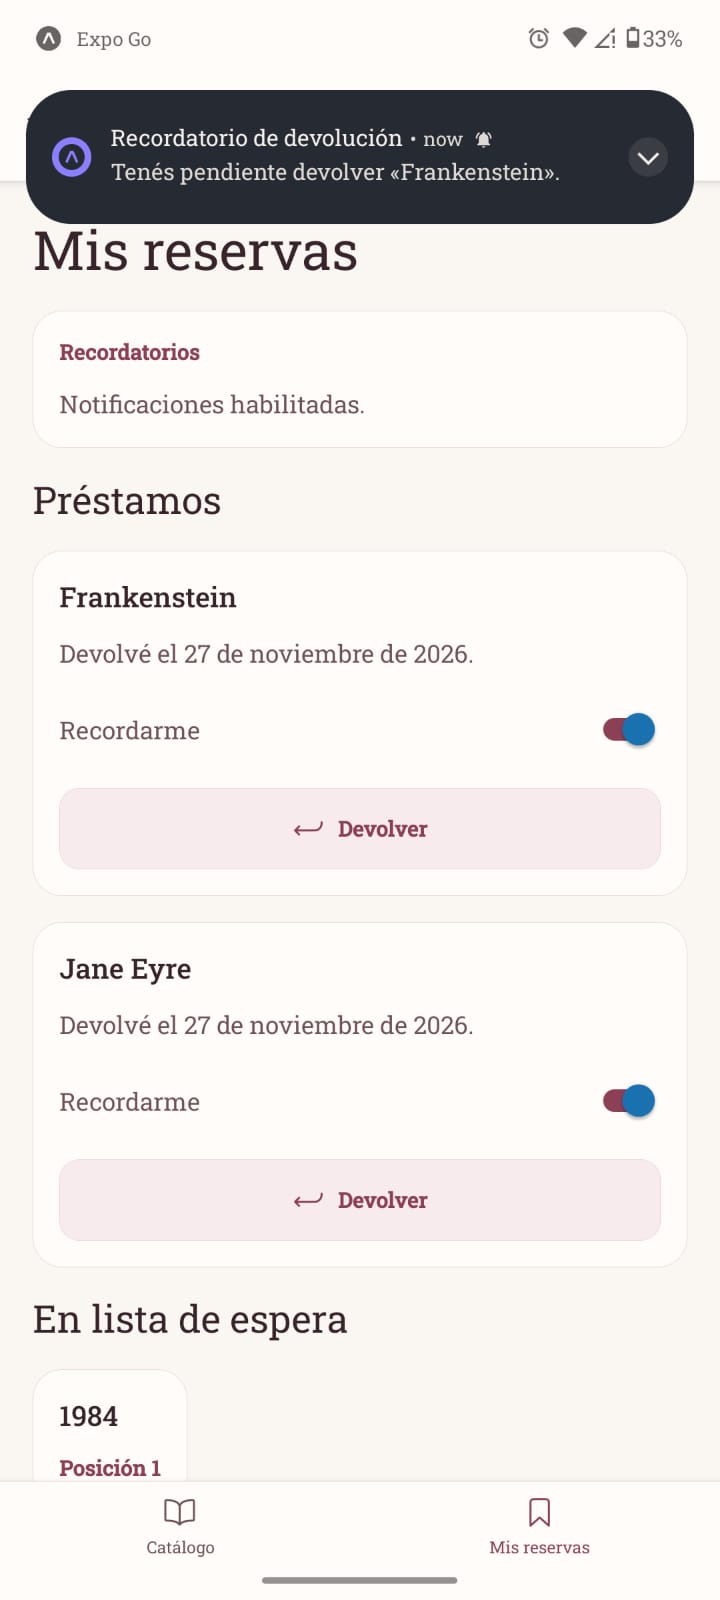 Expo Go
33%
Recordatorio de devolución • now
Tenés pendiente devolver «Frankenstein».
Mis reservas
Recordatorios
Notificaciones habilitadas.
Préstamos
Frankenstein
Devolvé el 27 de noviembre de 2026.
Recordarme
Devolver
Jane Eyre
Devolvé el 27 de noviembre de 2026.
Recordarme
Devolver
En lista de espera
1984
Posición 1
Catálogo
Mis reservas